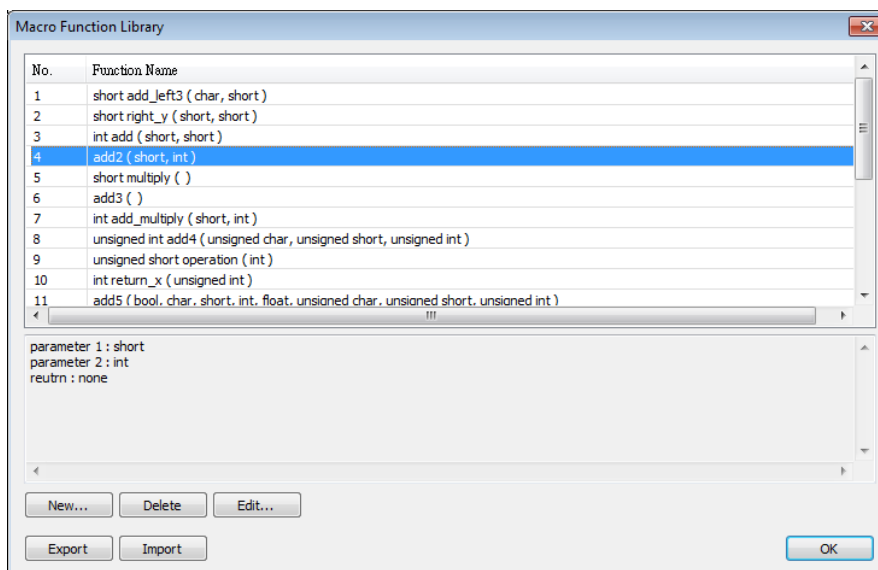 Macro Function Library
No. Function Name
1 short add_left3 ( char, short )
2 short right_y ( short, short )
3 int add ( short, short )
4 add2 ( short, int )
5 short multiply ( )
6 add3 ( )
7 int add_multiply ( short, int )
8 unsigned int add4 ( unsigned char, unsigned short, unsigned int )
9 unsigned short operation ( int )
10 int return_x ( unsigned int )
11 add5 ( bool, char, short, int, float, unsigned char, unsigned short, unsigned int )
parameter 1 : short
parameter 2 : int
reutrn : none
New... Delete Edit...
Export Import OK